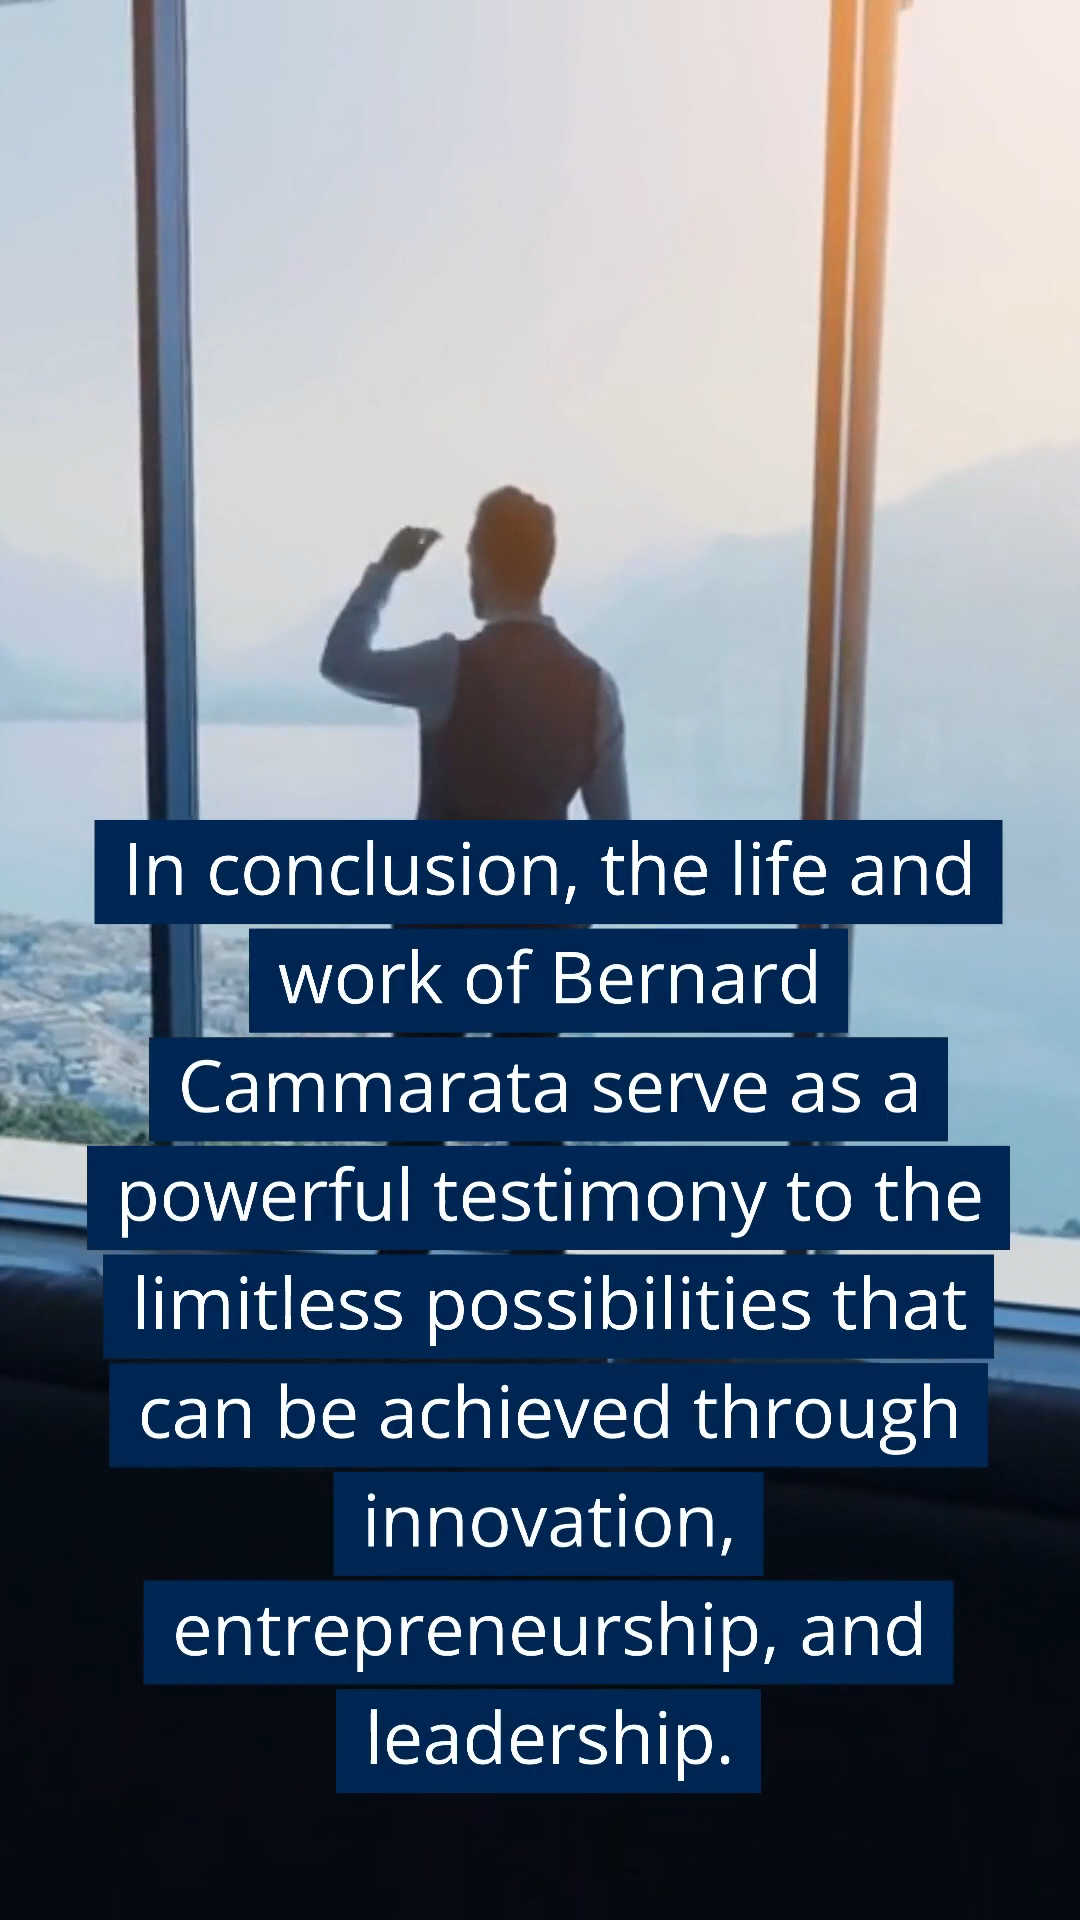 In conclusion, the life and
work of Bernard
Cammarata serve as a
powerful testimony to the
limitless possibilities that
can be achieved through
innovation,
entrepreneurship, and
leadership.